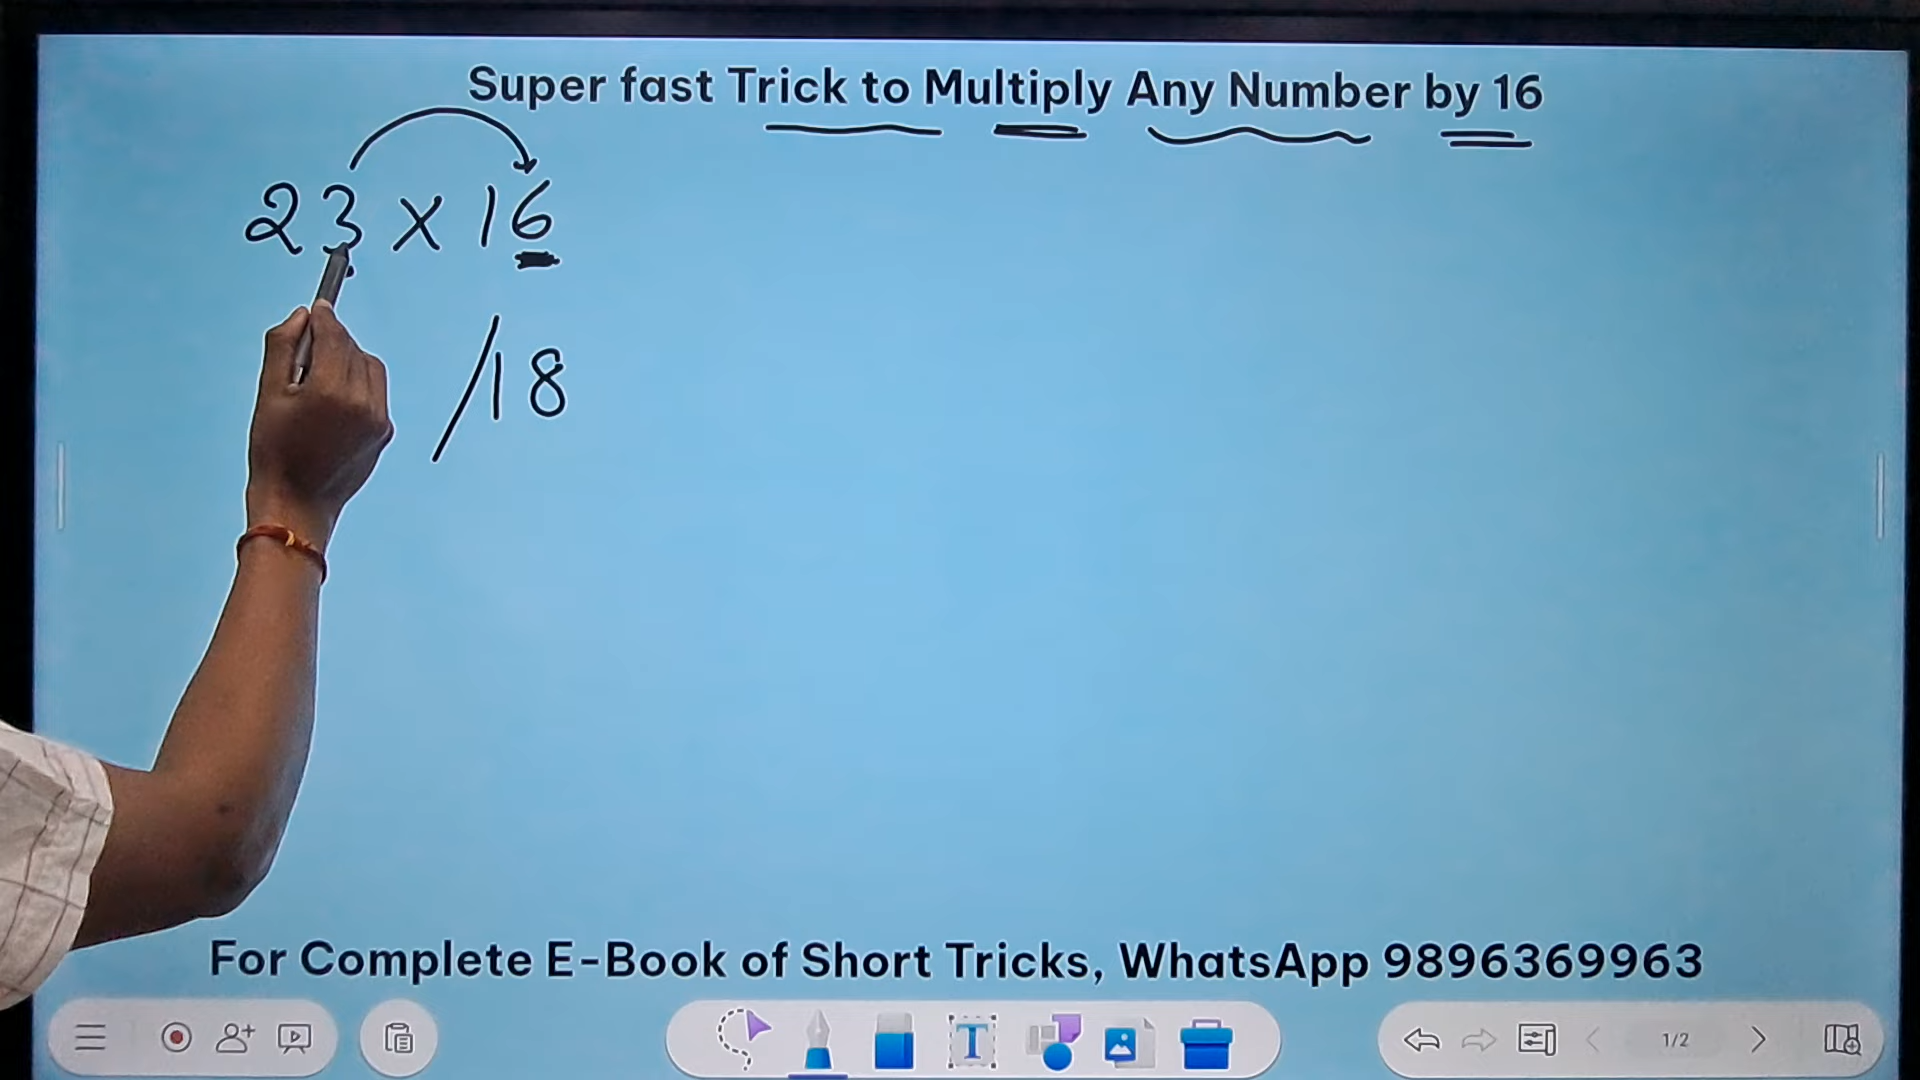 Super fast Trick to Multiply Any Number by 16
23 × 16
/18
For Complete E-Book of Short Tricks, WhatsApp 9896369963
T
1/2